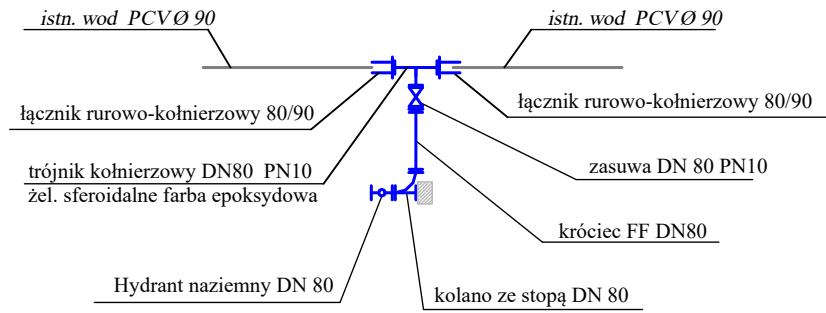 istn. wod PCVØ 90
istn. wod PCVØ 90
łącznik rurowo-kołnierzowy 80/90
łącznik rurowo-kołnierzowy 80/90
trójnik kołnierzowy DN80 PN10
żel. sferoidalne farba epoksydowa
zasuwa DN 80 PN10
króciec FF DN80
Hydrant naziemny DN 80
kolano ze stopą DN 80